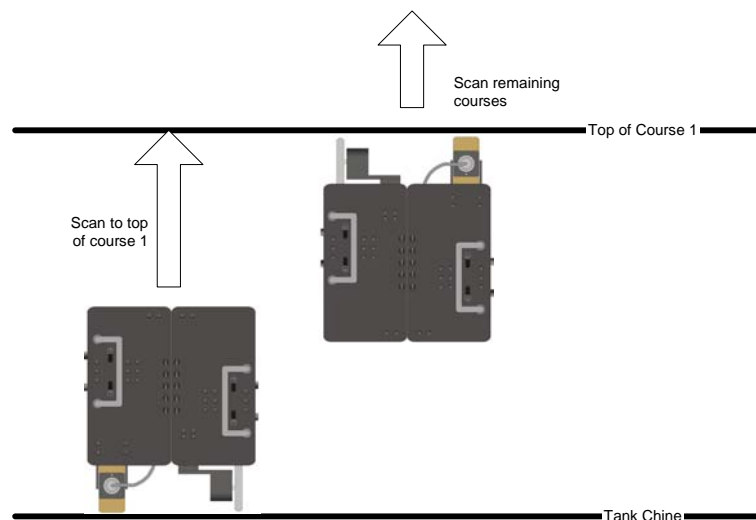 Scan remaining
courses
Top of Course 1
Scan to top
of course 1
Tank Chine